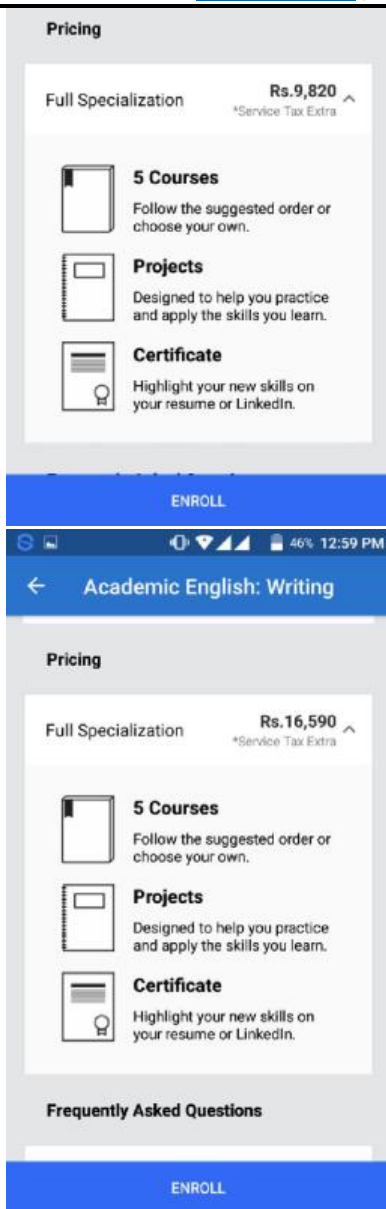 Pricing
Full Specialization
Rs.9,820
*Service Tax Extra
5 Courses
Follow the suggested order or
choose your own.
Projects
Designed to help you practice
and apply the skills you learn.
Certificate
Highlight your new skills on
your resume or LinkedIn.
ENROLL
46% 12:59 PM
Academic English: Writing
Pricing
Full Specialization
Rs.16,590
*Service Tax Extra
5 Courses
Follow the suggested order or
choose your own.
Projects
Designed to help you practice
and apply the skills you learn.
Certificate
Highlight your new skills on
your resume or LinkedIn.
Frequently Asked Questions
ENROLL